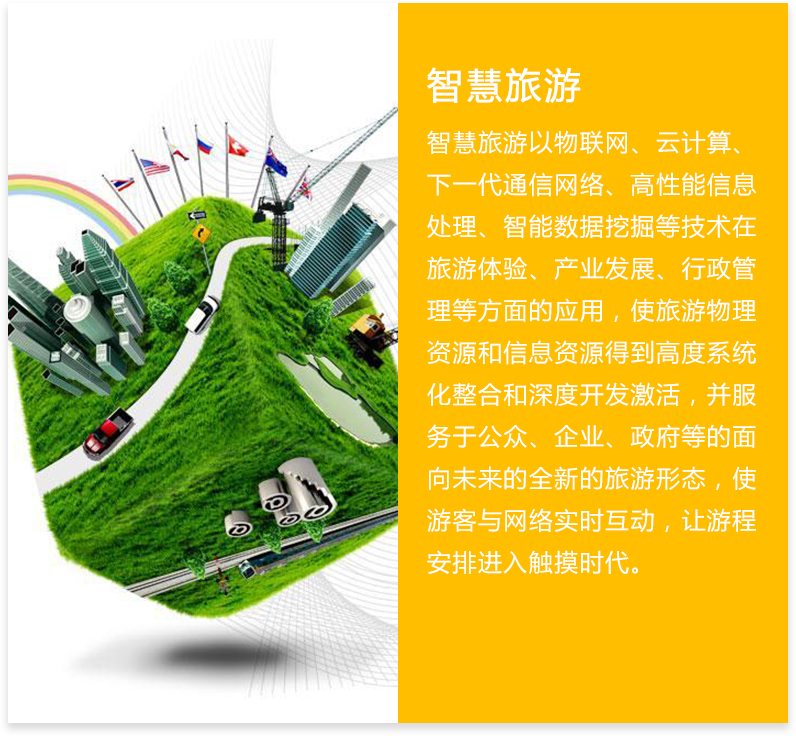 智慧旅游
智慧旅游以物联网、云计算、
下一代通信网络、高性能信息
处理、智能数据挖掘等技术在
旅游体验、产业发展、行政管
理等方面的应用，使旅游物理
资源和信息资源得到高度系统
化整合和深度开发激活，并服
务于公众、企业、政府等的面
向未来的全新的旅游形态，使
游客与网络实时互动，让游程
安排进入触摸时代。